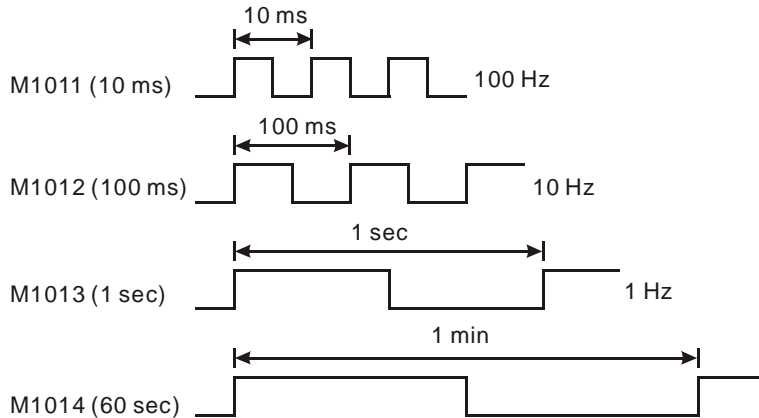 10 ms
M1011 (10 ms)
100 Hz
100 ms
M1012 (100 ms)
10 Hz
1 sec
M1013 (1 sec)
1 Hz
1 min
M1014 (60 sec)